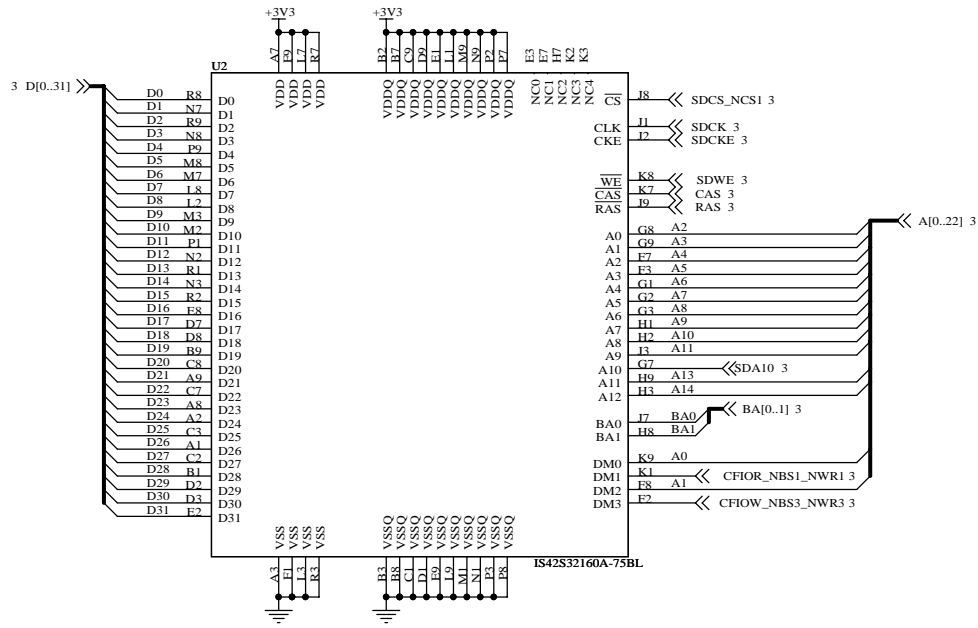 +3V3 +3V3
A7 F9 L7 R7 B2 B7 C9 D9 E1 L1 M9 N9 P2 P7 E3 E7 H7 K2 K3
U2
VDD VDD VDD VDD VDDQ VDDQ VDDQ VDDQ VDDQ VDDQ VDDQ VDDQ VDDQ VDDQ NC0 NC1 NC2 NC3 NC4
3 D[0..31]
D0 R8 D0
D1 N7 D1
D2 R9 D2
D3 N8 D3
D4 P9 D4
D5 M8 D5
D6 M7 D6
D7 L8 D7
D8 L2 D8
D9 M3 D9
D10 M2 D10
D11 P1 D11
D12 N2 D12
D13 R1 D13
D14 N3 D14
D15 R2 D15
D16 E8 D16
D17 D7 D17
D18 D8 D18
D19 B9 D19
D20 C8 D20
D21 A9 D21
D22 C7 D22
D23 A8 D23
D24 A2 D24
D25 C3 D25
D26 A1 D26
D27 C2 D27
D28 B1 D28
D29 D2 D29
D30 D3 D30
D31 E2 D31
CS J8 SDCS_NCS1 3
CLK J1 SDCK 3
CKE J2 SDCKE 3
WE K8 SDWE 3
CAS K7 CAS 3
RAS J9 RAS 3
A[0..22] 3
A0 G8 A2
A1 G9 A3
A2 F7 A4
A3 F3 A5
A4 G1 A6
A5 G2 A7
A6 G3 A8
A7 H1 A9
A8 H2 A10
A9 J3 A11
A10 G7 SDA10 3
A11 H9 A13
A12 H3 A14
BA[0..1] 3
BA0 J7 BA0
BA1 H8 BA1
DM0 K9 A0
DM1 K1 CFIOR_NBS1_NWR1 3
DM2 F8 A1
DM3 F2 CFIOW_NBS3_NWR3 3
VSS VSS VSS VSS VSSQ VSSQ VSSQ VSSQ VSSQ VSSQ VSSQ VSSQ VSSQ VSSQ
IS42S32160A-75BL
A3 F1 L3 R3 B3 B8 C1 D1 E9 L9 M1 N1 P3 P8